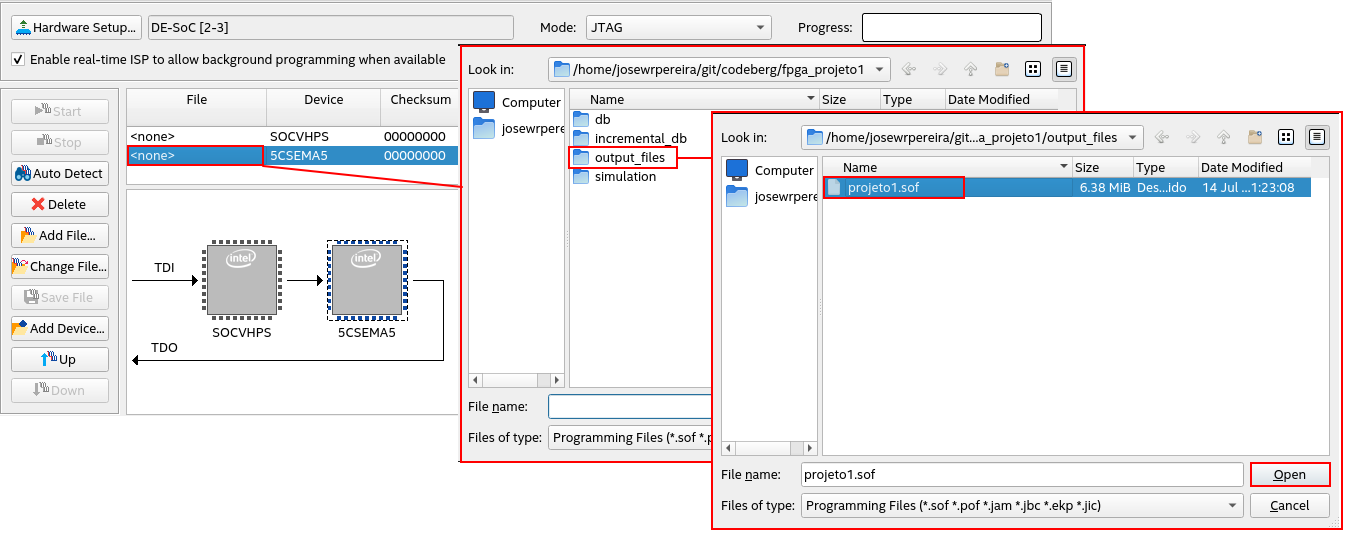 Hardware Setup... DE-SoC [2-3] Mode: JTAG Progress:
Enable real-time ISP to allow background programming when available
Start
Stop
Auto Detect
Delete
Add File...
Change File...
Save File
Add Device...
Up
Down
File Device Checksum
<none> SOCVHPS 00000000
<none> 5CSEMA5 00000000
TDI
intel
intel
SOCVHPS
5CSEMA5
TDO
Look in: /home/josewrpereira/git/codeberg/fpga_projeto1
Computer
josewrpere
Name Size Type Date Modified
db
incremental_db
output_files
simulation
File name:
Files of type: Programming Files (*.sof *.p
Look in: /home/josewrpereira/git...a_projeto1/output_files
Computer
josewrpere
Name Size Type Date Modified
projeto1.sof 6.38 MiB Des...ido 14 Jul ...1:23:08
File name: projeto1.sof
Open
Files of type: Programming Files (*.sof *.pof *.jam *.jbc *.ekp *.jic)
Cancel